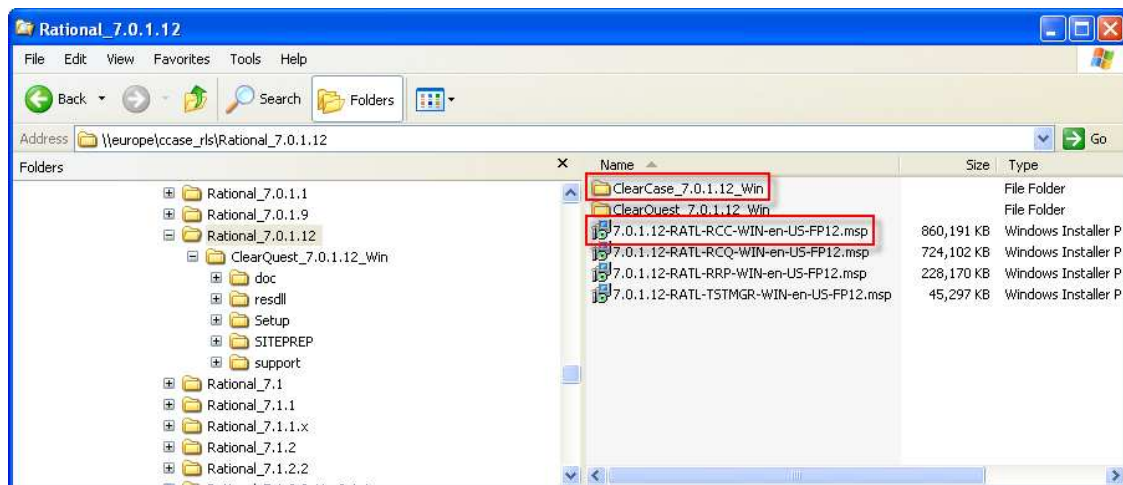 Rational_7.0.1.12
File Edit View Favorites Tools Help
Back Search Folders
Address \\europe\ccase_rls\Rational_7.0.1.12 Go
Folders X
Rational_7.0.1.1
Rational_7.0.1.9
Rational_7.0.1.12
ClearQuest_7.0.1.12_Win
doc
resdll
Setup
SITEPREP
support
Rational_7.1
Rational_7.1.1
Rational_7.1.1.x
Rational_7.1.2
Rational_7.1.2.2
Name Size Type
ClearCase_7.0.1.12_Win File Folder
ClearQuest_7.0.1.12_Win File Folder
7.0.1.12-RATL-RCC-WIN-en-US-FP12.msp 860,191 KB Windows Installer P
7.0.1.12-RATL-RCQ-WIN-en-US-FP12.msp 724,102 KB Windows Installer P
7.0.1.12-RATL-RRP-WIN-en-US-FP12.msp 228,170 KB Windows Installer P
7.0.1.12-RATL-TSTMGR-WIN-en-US-FP12.msp 45,297 KB Windows Installer P